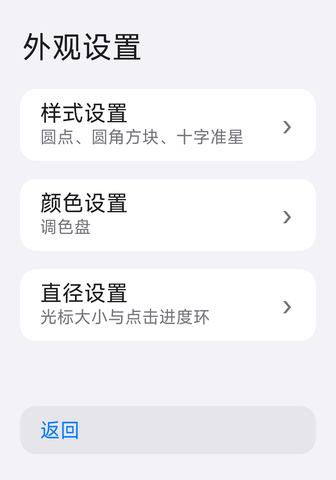 外观设置
样式设置
圆点、圆角方块、十字准星
颜色设置
调色盘
直径设置
光标大小与点击进度环
返回